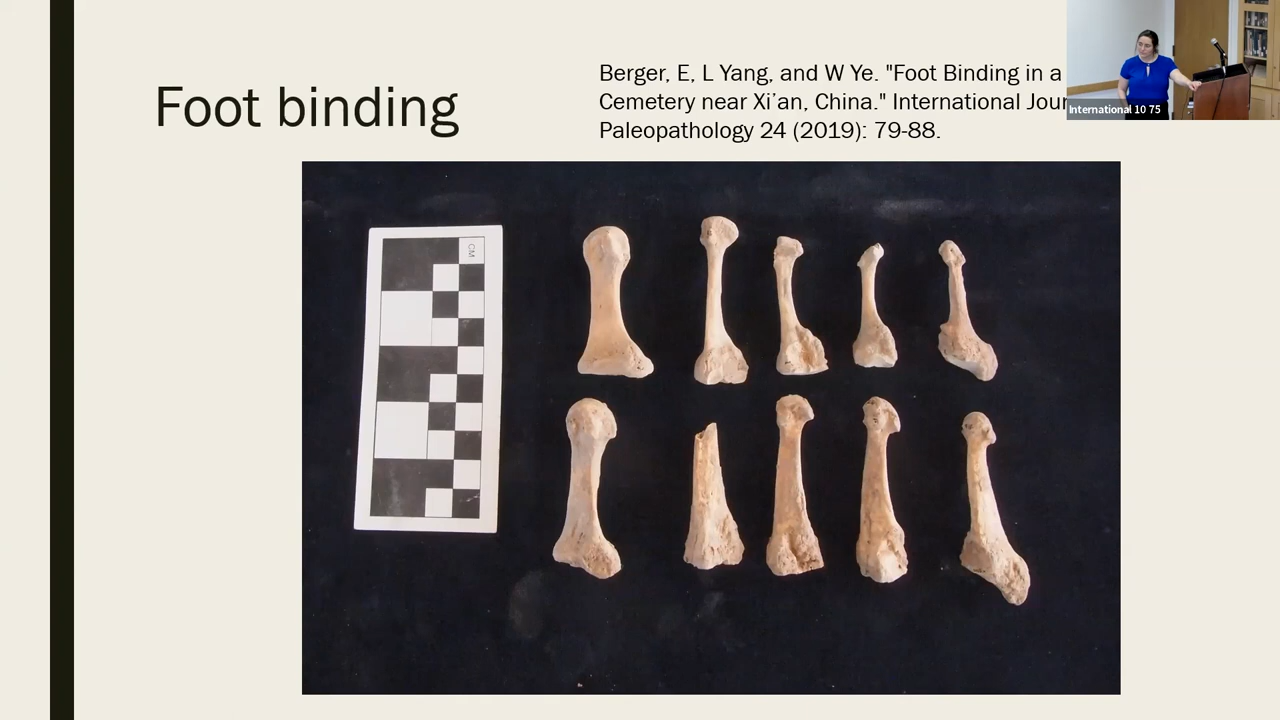 Foot binding
Berger, E, L Yang, and W Ye. "Foot Binding in a
Cemetery near Xi'an, China." International Jour
Paleopathology 24 (2019): 79-88.
International 10 75
CM